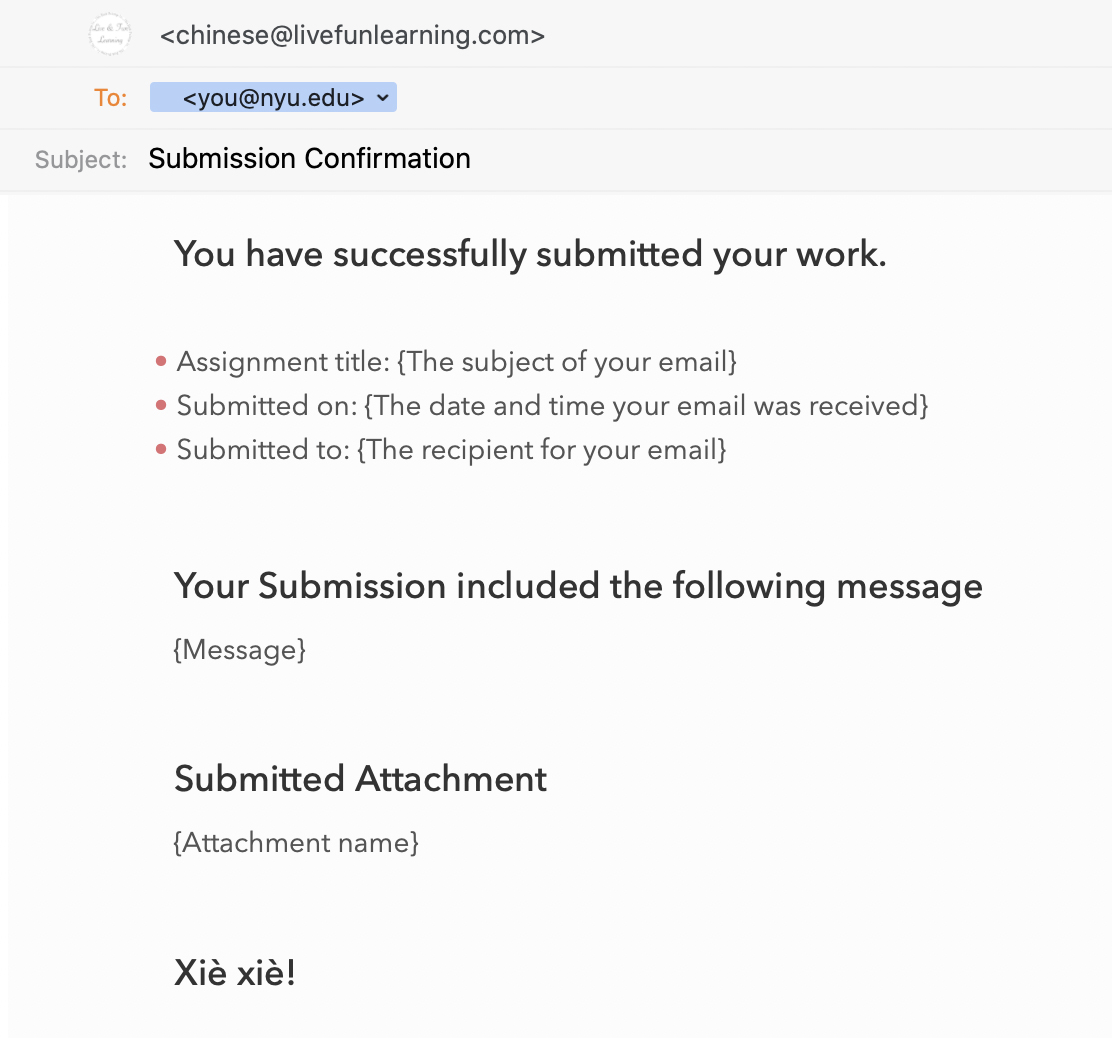 Live & Fun
Learning
<chinese@livefunlearning.com>
To: <you@nyu.edu>
Subject: Submission Confirmation
You have successfully submitted your work.
• Assignment title: {The subject of your email}
• Submitted on: {The date and time your email was received}
• Submitted to: {The recipient for your email}
Your Submission included the following message
{Message}
Submitted Attachment
{Attachment name}
Xiè xiè!